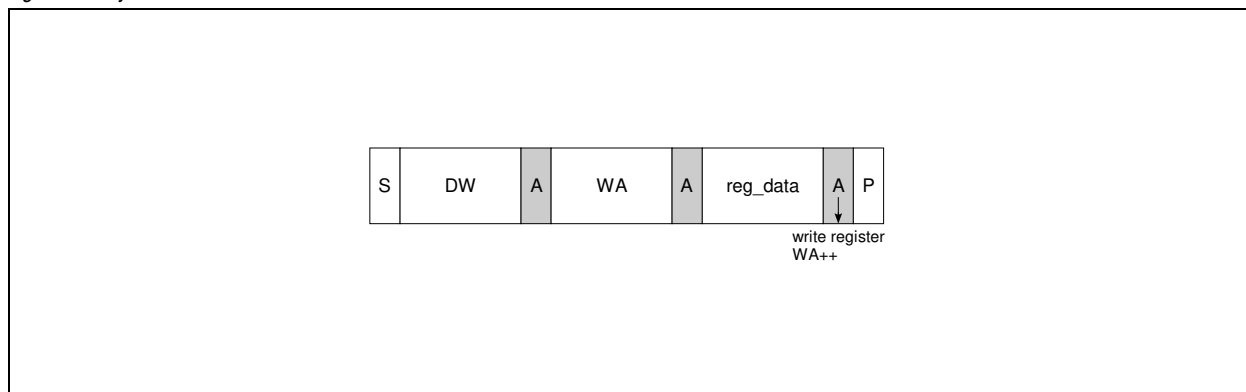 S DW A WA A reg_data A P
write register
WA++